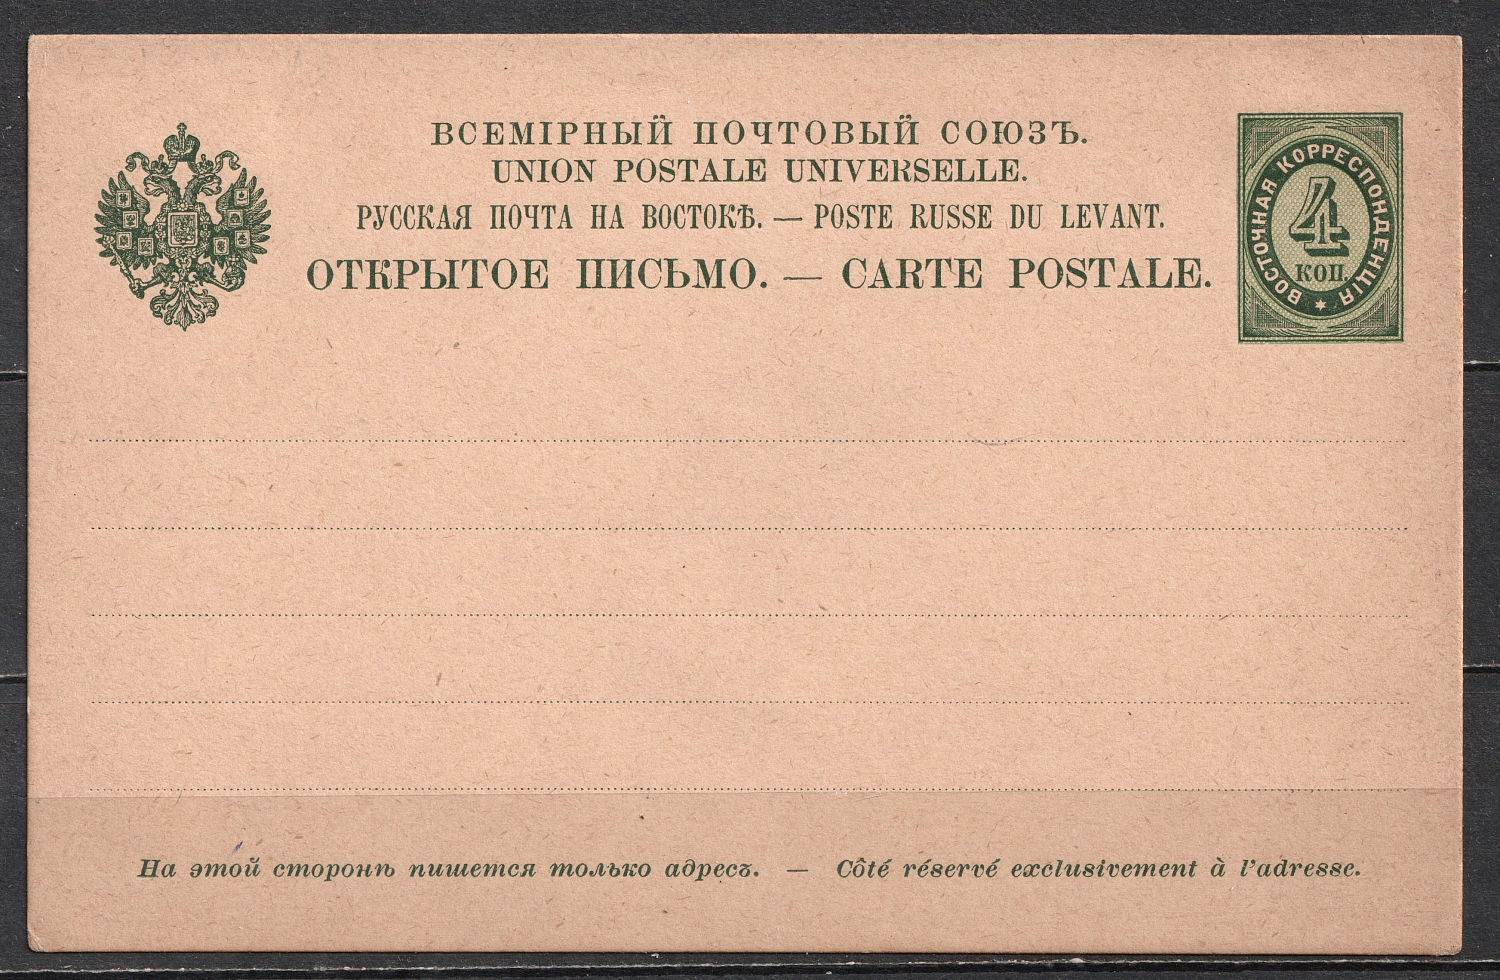 ВСЕМІРНЫЙ ПОЧТОВЫЙ СОЮЗЪ.
UNION POSTALE UNIVERSELLE.
РУССКАЯ ПОЧТА НА ВОСТОКѢ. — POSTE RUSSE DU LEVANT.
ОТКРЫТОЕ ПИСЬМО. — CARTE POSTALE.
ВОСТОЧНАЯ КОРРЕСПОНДЕНЦІЯ
4
КОП.
На этой сторонѣ пишется только адресъ. — Côté réservé exclusivement à l'adresse.